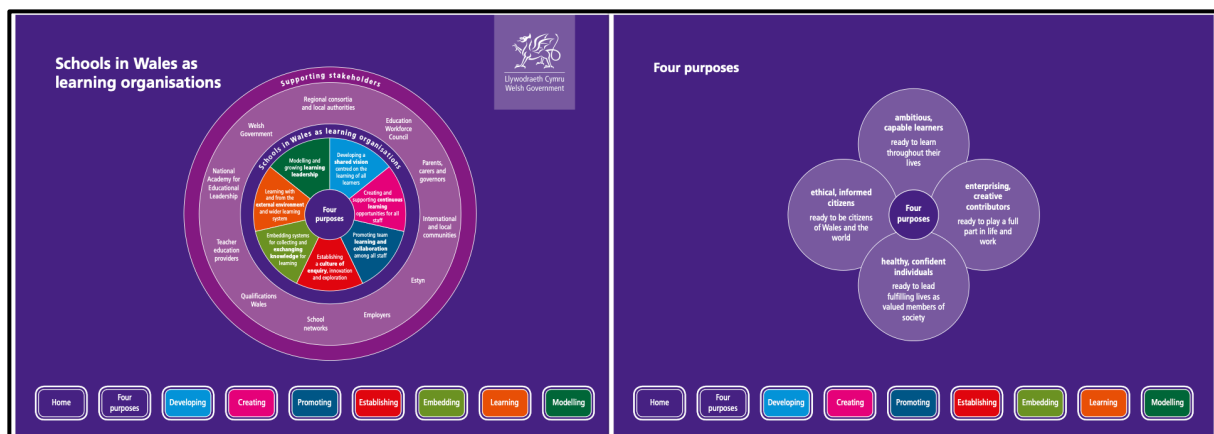 Schools in Wales as
learning organisations
Llywodraeth Cymru
Welsh Government
Supporting stakeholders
Regional consortia
and local authorities
Education
Workforce
Council
Parents,
carers and
governors
International
and local
communities
Estyn
Employers
School
networks
Qualifications
Wales
Teacher
education
providers
National
Academy for
Educational
Leadership
Welsh
Government
Schools in Wales as learning organisations
Developing a
shared vision
centred on the
learning of all
learners
Creating and
supporting continuous
learning
opportunities for all
staff
Promoting team
learning and
collaboration
among all staff
Establishing
a culture of
enquiry, innovation
and exploration
Embedding systems
for collecting and
exchanging
knowledge for
learning
Learning with
and from the
external environment
and wider learning
system
Modelling and
growing learning
leadership
Four
purposes
Home
Four
purposes
Developing
Creating
Promoting
Establishing
Embedding
Learning
Modelling
Four purposes
ambitious,
capable learners
ready to learn
throughout their
lives
ethical, informed
citizens
ready to be citizens
of Wales and the
world
Four
purposes
enterprising,
creative
contributors
ready to play a full
part in life and
work
healthy, confident
individuals
ready to lead
fulfilling lives as
valued members of
society
Home
Four
purposes
Developing
Creating
Promoting
Establishing
Embedding
Learning
Modelling